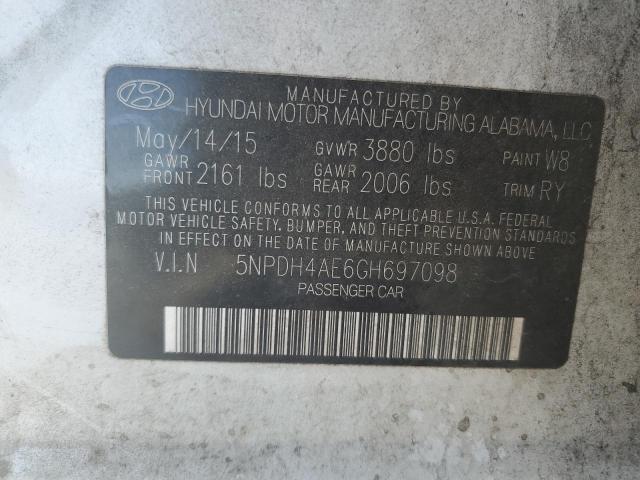 MANUFACTURED BY
HYUNDAI MOTOR MANUFACTURING ALABAMA, LLC
May/14/15 GVWR 3880 lbs PAINT W8
GAWR FRONT 2161 lbs GAWR REAR 2006 lbs TRIM RY
THIS VEHICLE CONFORMS TO ALL APPLICABLE U.S.A. FEDERAL
MOTOR VEHICLE SAFETY, BUMPER, AND THEFT PREVENTION STANDARDS
IN EFFECT ON THE DATE OF MANUFACTURE SHOWN ABOVE.
V.I.N 5NPDH4AE6GH697098
PASSENGER CAR